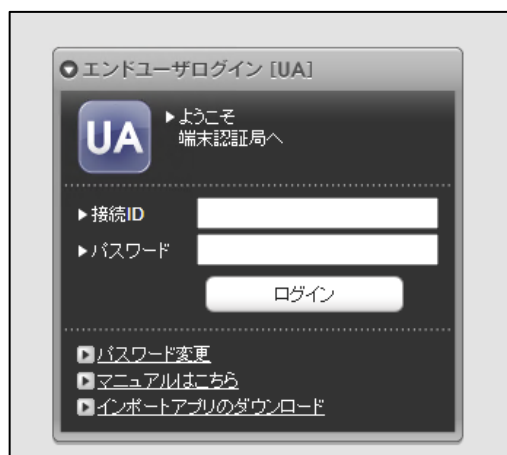 エンドユーザログイン [UA]
UA
ようこそ
端末認証局へ
接続ID
パスワード
ログイン
パスワード変更
マニュアルはこちら
インポートアプリのダウンロード